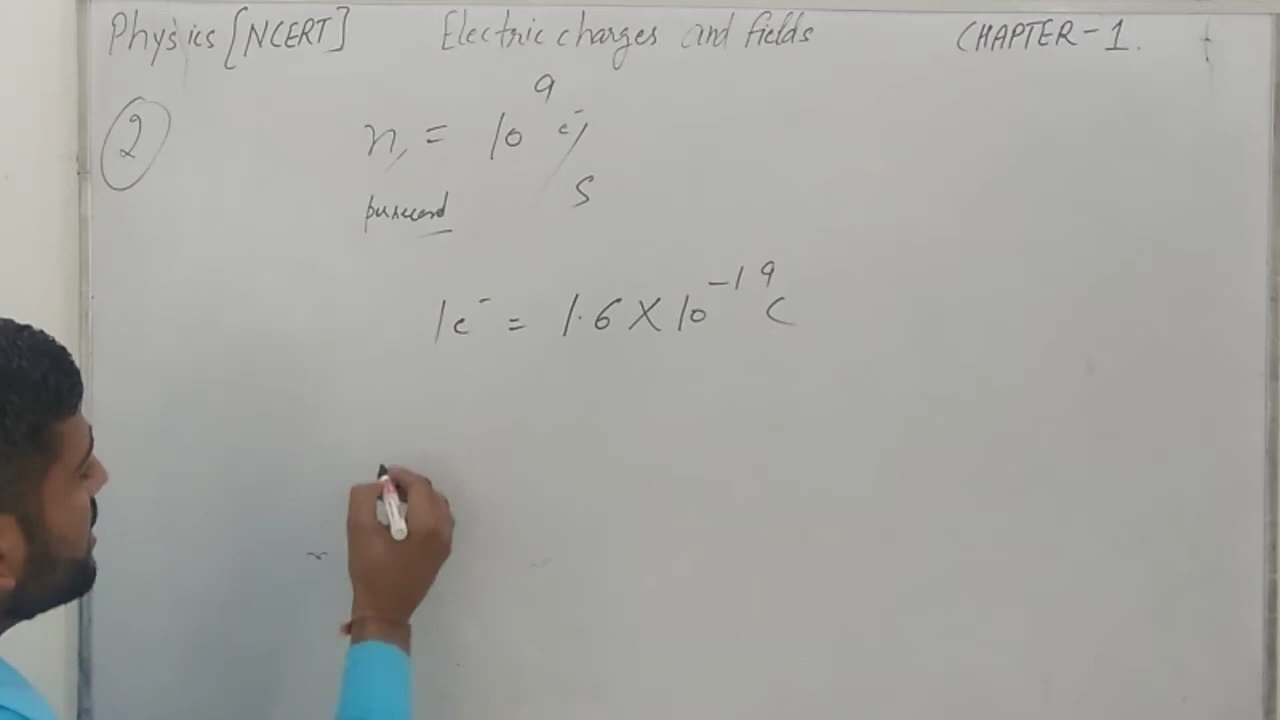 Physics [NCERT] Electric charges and fields CHAPTER-1.
② n, = 10⁹ e⁻/s
per second
1e⁻ = 1.6 X 10⁻¹⁹ C